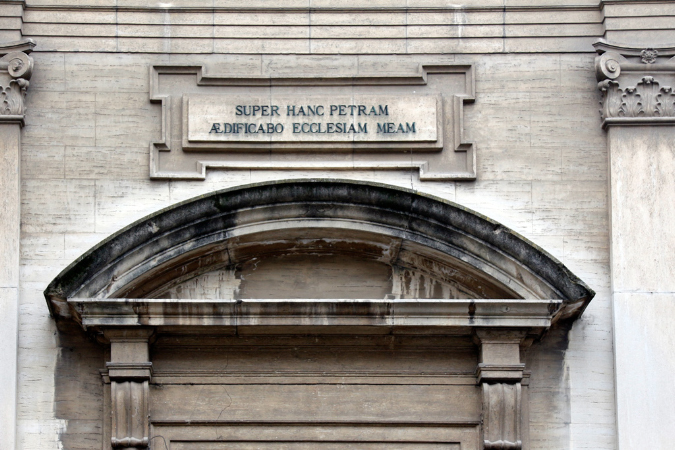 SUPER HANC PETRAM
ÆDIFICABO ECCLESIAM MEAM